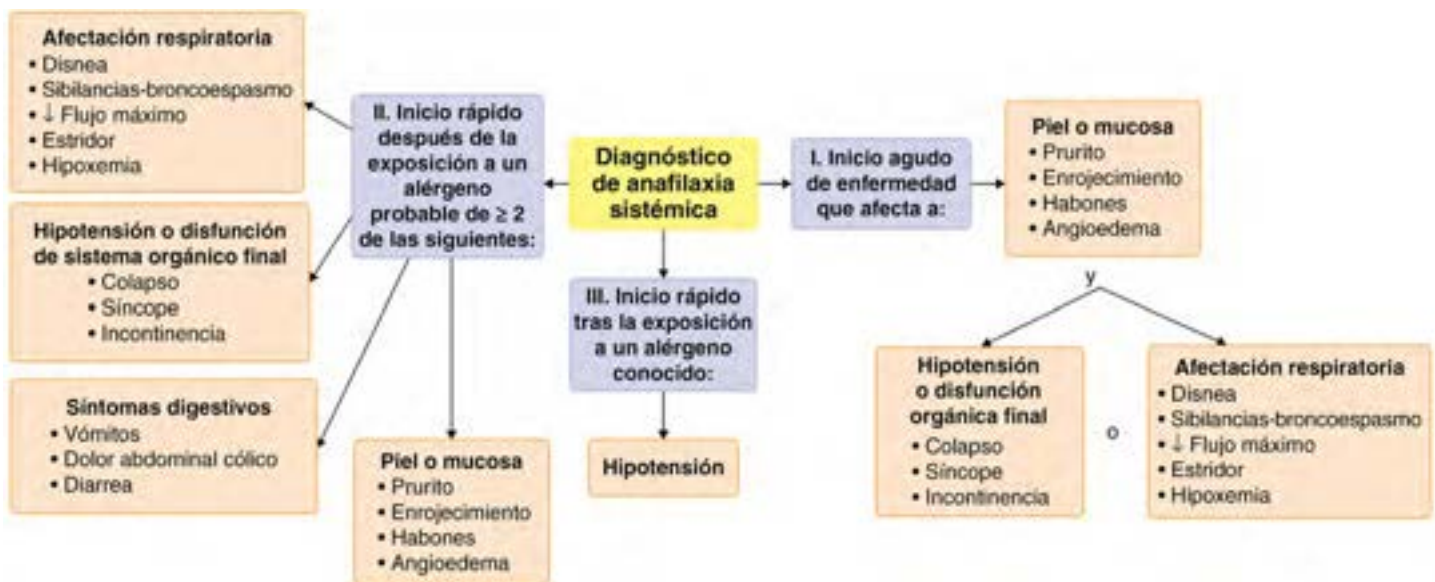 Diagnóstico
de anafilaxia
sistémica
I. Inicio agudo
de enfermedad
que afecta a:
Piel o mucosa
• Prurito
• Enrojecimiento
• Habones
• Angioedema
y
Hipotensión
o disfunción
orgánica final
• Colapso
• Síncope
• Incontinencia
o
Afectación respiratoria
• Disnea
• Sibilancias-broncoespasmo
• ↓ Flujo máximo
• Estridor
• Hipoxemia
II. Inicio rápido
después de la
exposición a un
alérgeno
probable de ≥ 2
de las siguientes:
Afectación respiratoria
• Disnea
• Sibilancias-broncoespasmo
• ↓ Flujo máximo
• Estridor
• Hipoxemia
Hipotensión o disfunción
de sistema orgánico final
• Colapso
• Síncope
• Incontinencia
Síntomas digestivos
• Vómitos
• Dolor abdominal cólico
• Diarrea
Piel o mucosa
• Prurito
• Enrojecimiento
• Habones
• Angioedema
III. Inicio rápido
tras la exposición
a un alérgeno
conocido:
Hipotensión